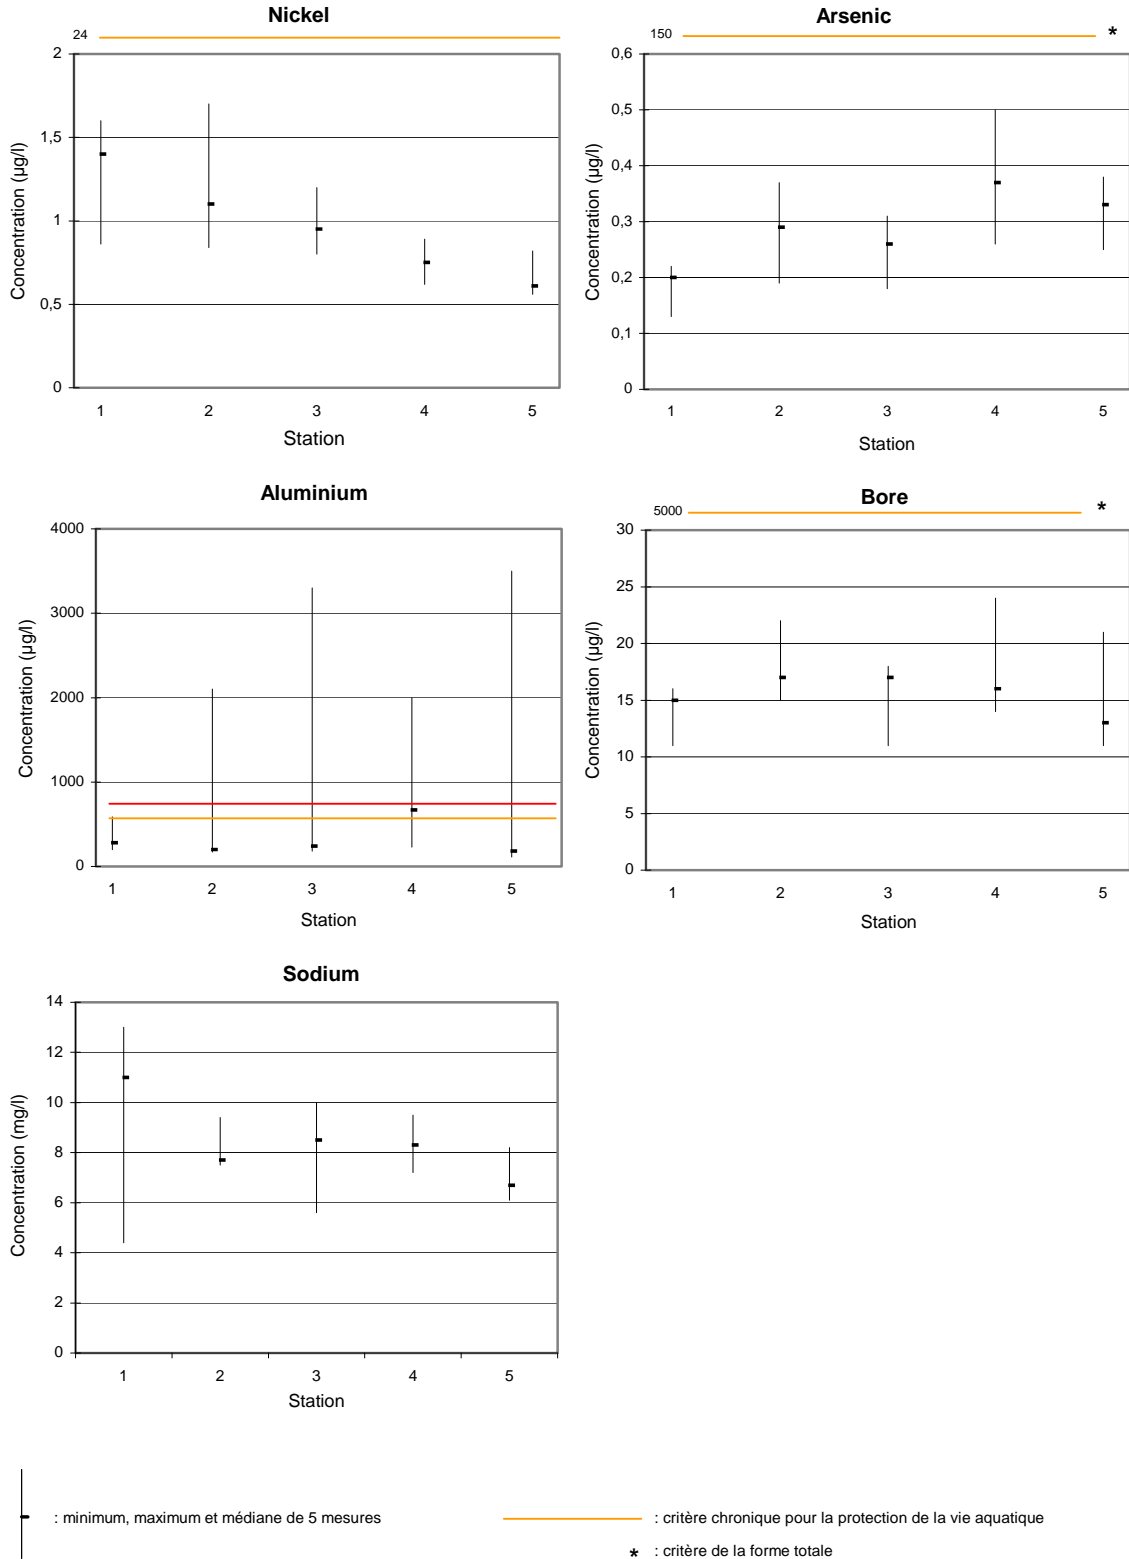 Nickel
24
2
1,5
1
0,5
0
Concentration (µg/l)
1 2 3 4 5
Station
Arsenic
150 *
0,6
0,5
0,4
0,3
0,2
0,1
0
Concentration (µg/l)
1 2 3 4 5
Station
Aluminium
4000
3000
2000
1000
0
Concentration (µg/l)
1 2 3 4 5
Station
Bore
5000 *
30
25
20
15
10
5
0
Concentration (µg/l)
1 2 3 4 5
Station
Sodium
14
12
10
8
6
4
2
0
Concentration (mg/l)
1 2 3 4 5
Station
: minimum, maximum et médiane de 5 mesures
: critère chronique pour la protection de la vie aquatique
* : critère de la forme totale